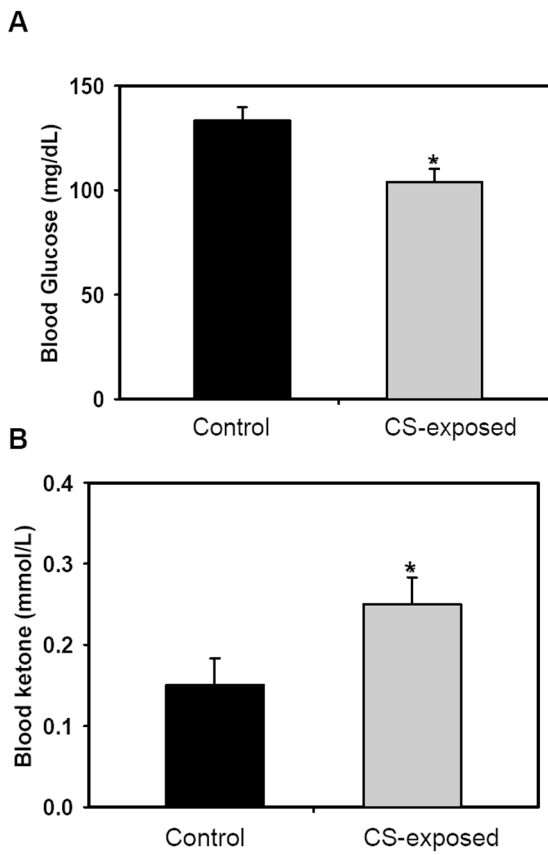 A
150
100
50
0
Blood Glucose (mg/dL)
*
Control CS-exposed
B
0.4
0.3
0.2
0.1
0.0
Blood ketone (mmol/L)
*
Control CS-exposed